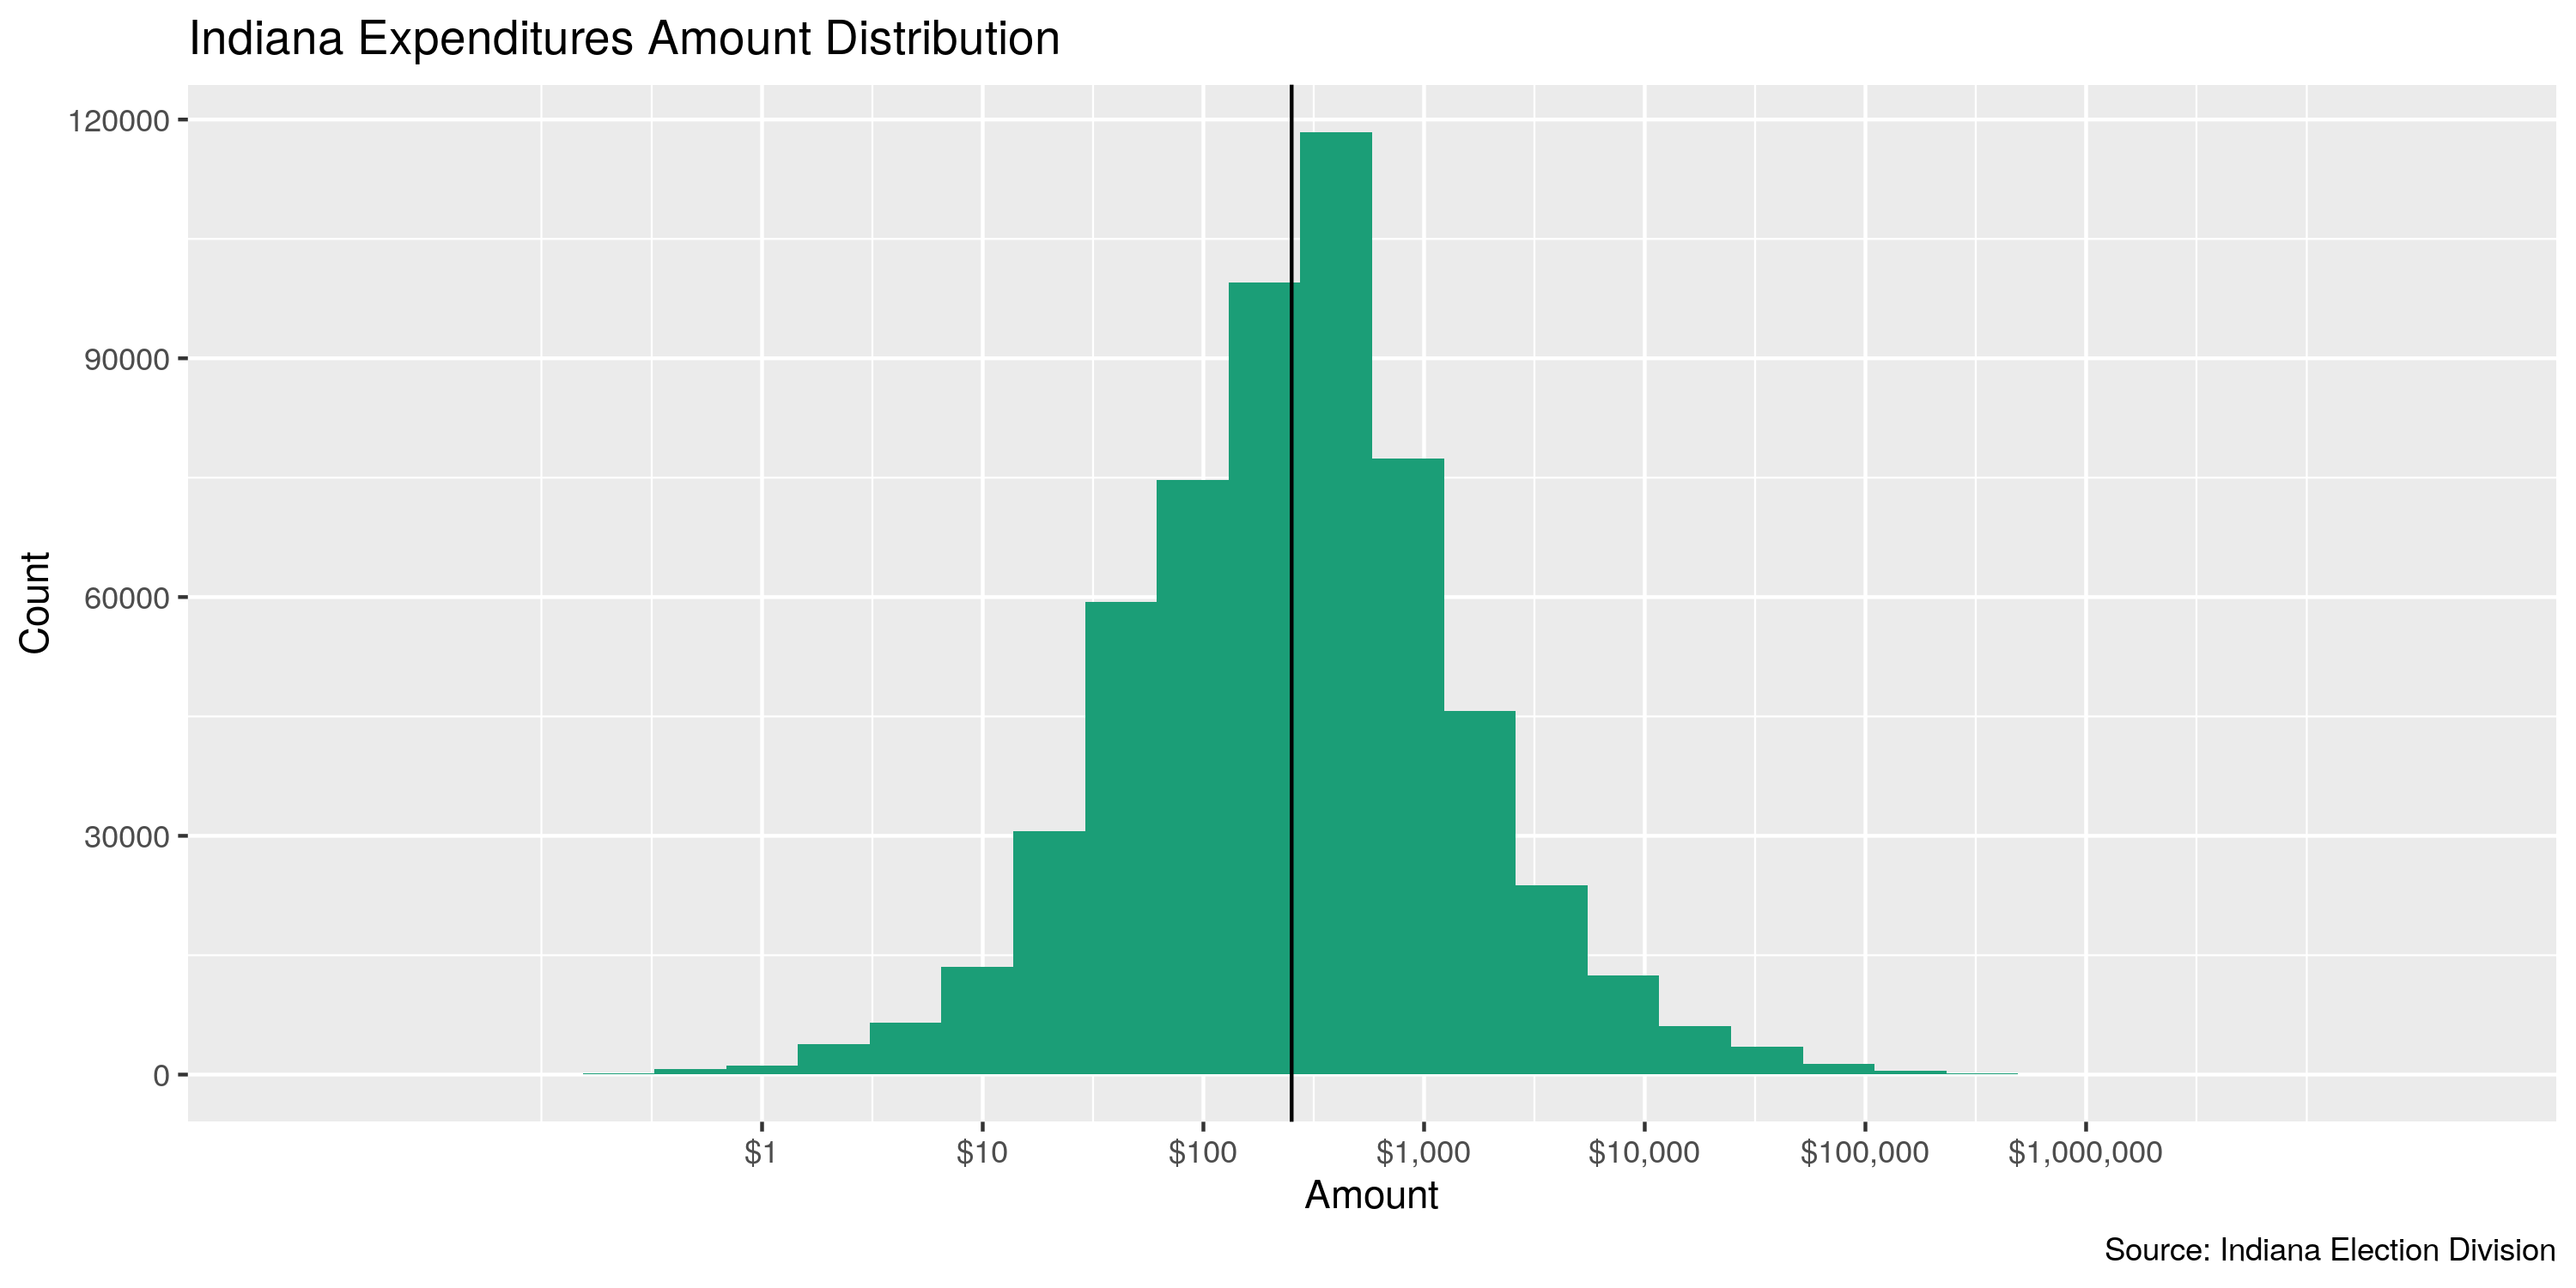 Indiana Expenditures Amount Distribution
120000
90000
60000
30000
0
Count
$1 $10 $100 $1,000 $10,000 $100,000 $1,000,000
Amount
Source: Indiana Election Division